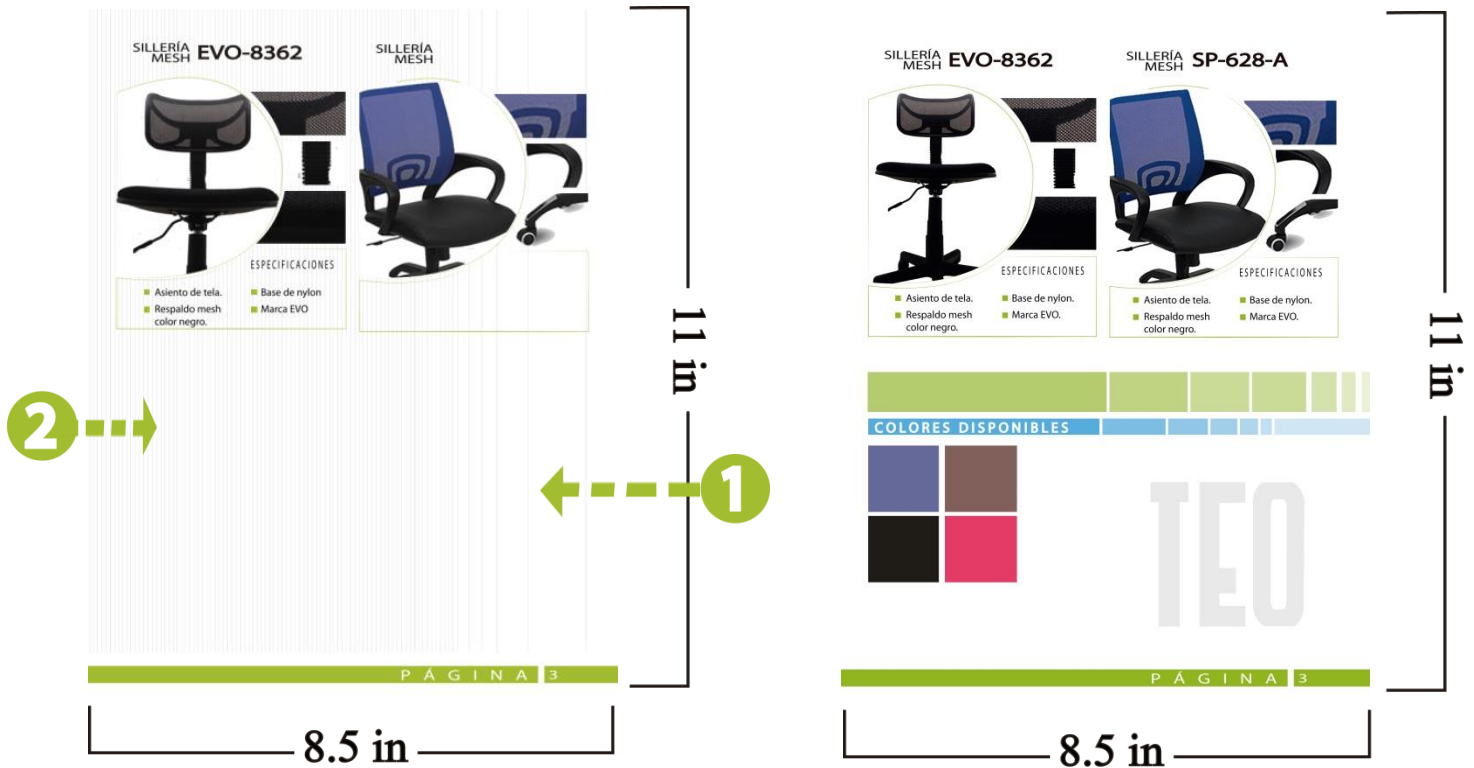 SILLERÍA
MESH EVO-8362
SILLERÍA
MESH
ESPECIFICACIONES
Asiento de tela.
Respaldo mesh
color negro.
Base de nylon
Marca EVO
2
1
11 in
PÁGINA 3
8.5 in
SILLERÍA
MESH EVO-8362
SILLERÍA
MESH SP-628-A
ESPECIFICACIONES
Asiento de tela.
Respaldo mesh
color negro.
Base de nylon.
Marca EVO.
ESPECIFICACIONES
Asiento de tela.
Respaldo mesh
color negro.
Base de nylon.
Marca EVO.
COLORES DISPONIBLES
TEO
11 in
PÁGINA 3
8.5 in